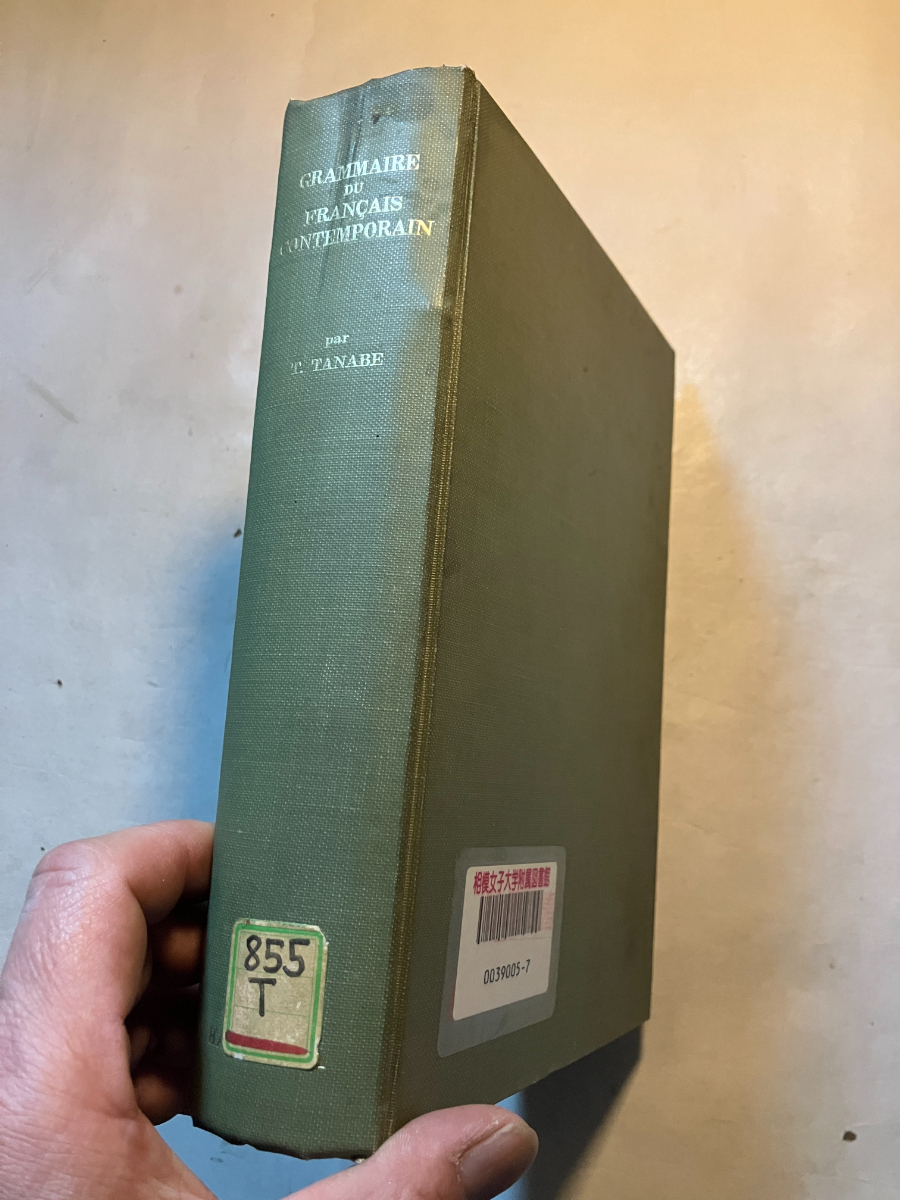 GRAMMAIRE
DU
FRANÇAIS
CONTEMPORAIN
par
T. TANABE
855
T
相模女子大学附属図書館
0039005-7